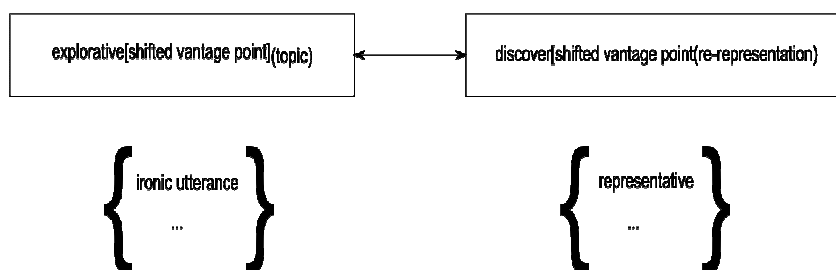 explorative[shifted vantage point](topic)
discover[shifted vantage point(re-representation)
ironic utterance
...
representative
...